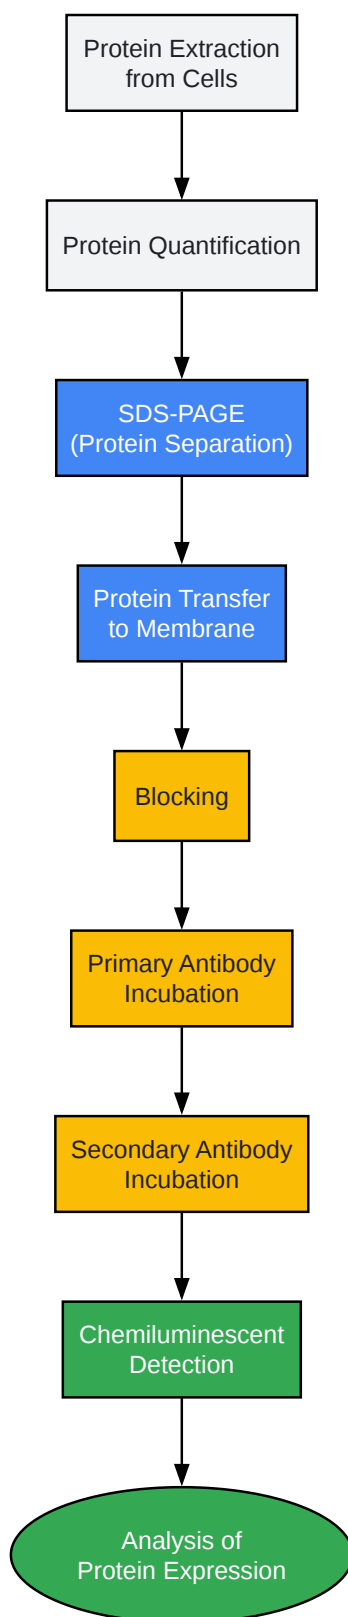 Protein Extraction
from Cells
Protein Quantification
SDS-PAGE
(Protein Separation)
Protein Transfer
to Membrane
Blocking
Primary Antibody
Incubation
Secondary Antibody
Incubation
Chemiluminescent
Detection
Analysis of
Protein Expression